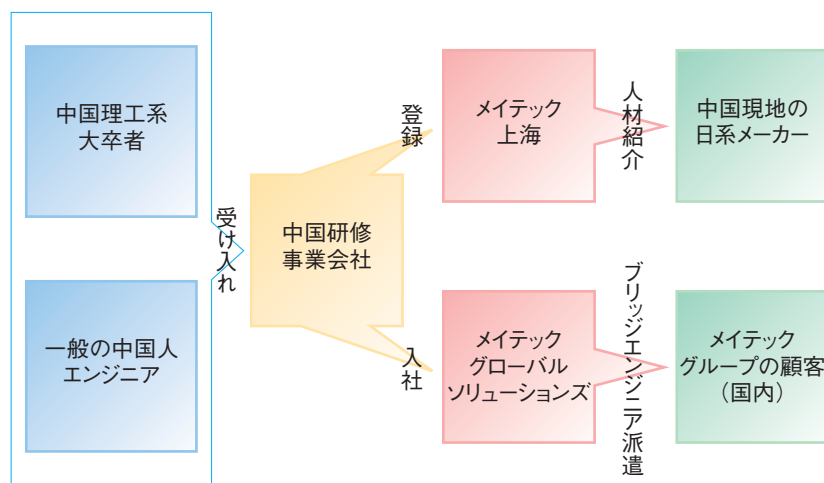 中国理工系
大卒者
一般の中国人
エンジニア
受け入れ
中国研修
事業会社
登録
メイテック
上海
人材紹介
中国現地の
日系メーカー
入社
メイテック
グローバル
ソリューションズ
ブリッジエンジニア派遣
メイテック
グループの顧客
（国内）